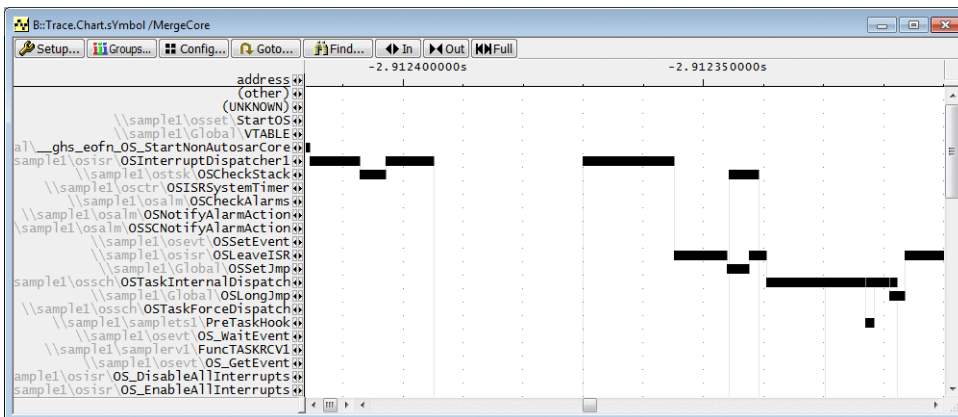 B::Trace.Chart.sYmbol /MergeCore
Setup... Groups... Config... Goto... Find... In Out Full
-2.912400000s -2.912350000s
address
(other)
(UNKNOWN)
\\sample1\osset\StartOS
\\sample1\Global\VTABLE
al\__ghs_eofn_OS_StartNonAutosarCore
sample1\osisr\OSInterruptDispatcher1
\\sample1\ostsk\OSCheckStack
\\sample1\osctr\OSISRSystemTimer
\\sample1\osalm\OSCheckAlarms
\\sample1\osalm\OSNotifyAlarmAction
\sample1\osalm\OSSCNotifyAlarmAction
\\sample1\osevt\OSSetEvent
\\sample1\osisr\OSLeaveISR
\\sample1\Global\OSSetJmp
sample1\ossch\OSTaskInternalDispatch
\\sample1\Global\OSLongJmp
\\sample1\ossch\OSTaskForceDispatch
\\sample1\samplets1\PreTaskHook
\\sample1\osevt\OS_WaitEvent
\\sample1\samplerv1\FuncTASKRCV1
\\sample1\osevt\OS_GetEvent
ample1\osisr\OS_DisableAllInterrupts
sample1\osisr\OS_EnableAllInterrupts